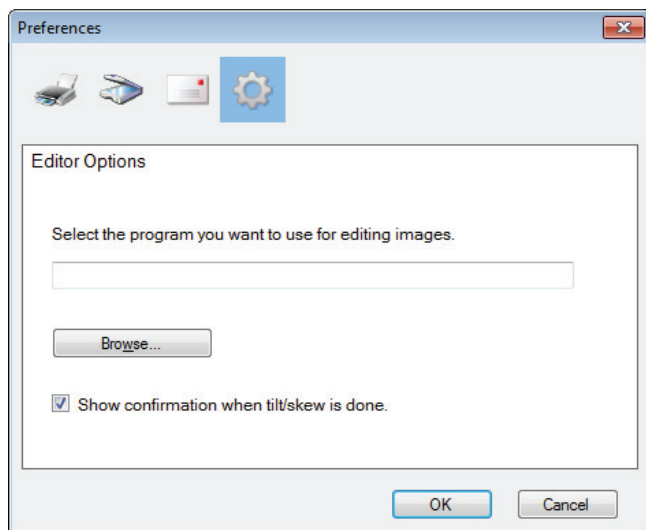 Preferences
Editor Options
Select the program you want to use for editing images.
Browse...
Show confirmation when tilt/skew is done.
OK Cancel